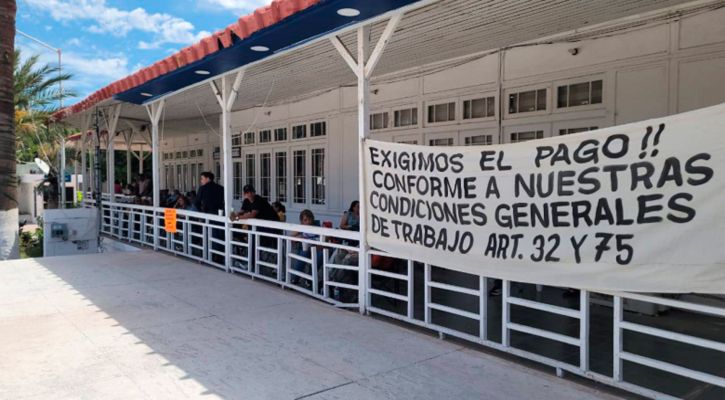 EXIGIMOS EL PAGO!!
CONFORME A NUESTRAS
CONDICIONES GENERALES
DE TRABAJO ART. 32 Y 75